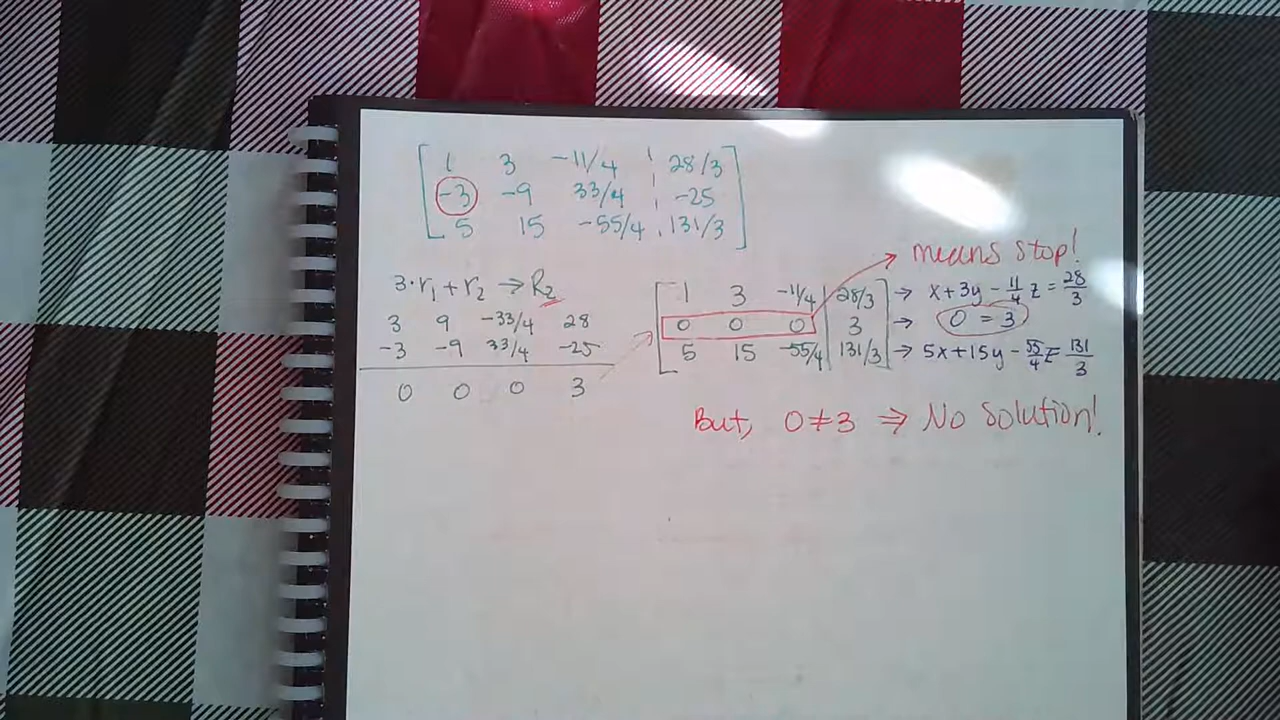 1 3 -11/4 28/3
-3 -9 33/4 -25
5 15 -55/4 131/3
3·r₁ + r₂ → R₂
3 9 -33/4 28
-3 -9 33/4 -25
0 0 0 3
means stop!
1 3 -11/4 | 28/3 → x+3y - 11/4 z = 28/3
0 0 0 | 3 → 0 = 3
5 15 -55/4 | 131/3 → 5x+15y - 55/4 z = 131/3
But, 0 ≠ 3 ⇒ No Solution!